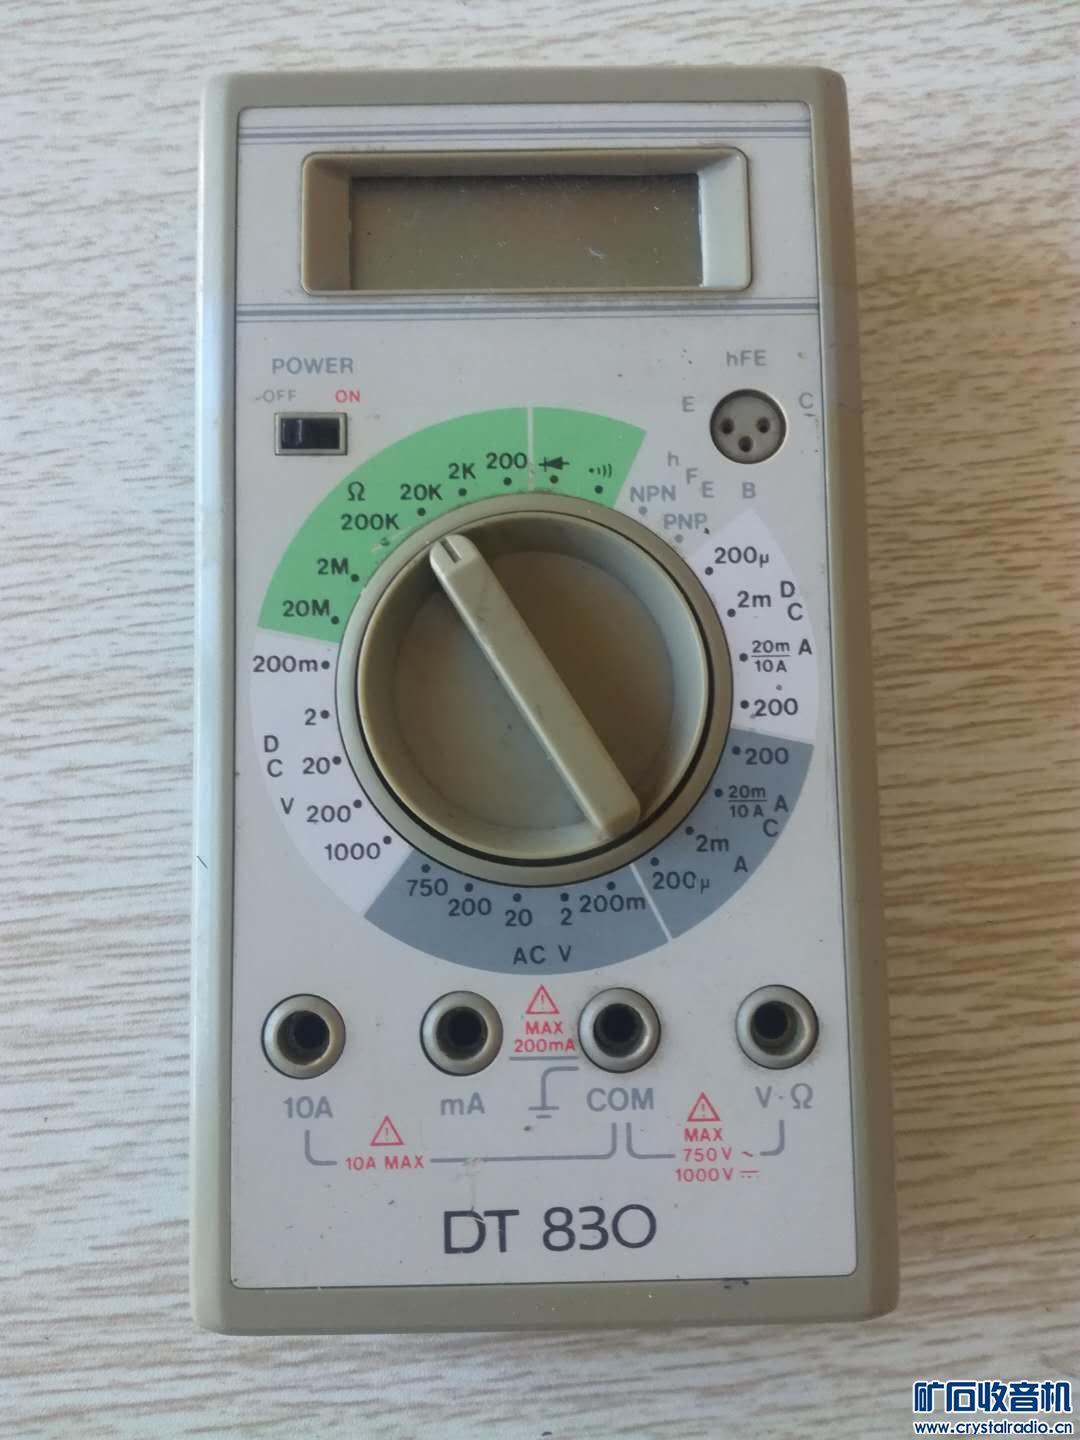 POWER
OFF ON
hFE
E C
B
h
F
E
NPN
PNP
Ω
200
2K
20K
200K
2M
20M
200m
2
20
200
1000
D
C
V
750
200
20
2
200m
AC V
200µ
2m
20m
10A
200
D
C
A
200
20m
10A
2m
200µ
A
C
A
MAX
200mA
10A mA COM V·Ω
10A MAX
MAX
750V ~
1000V ⎓
DT 830
矿石收音机
www.crystalradio.cn